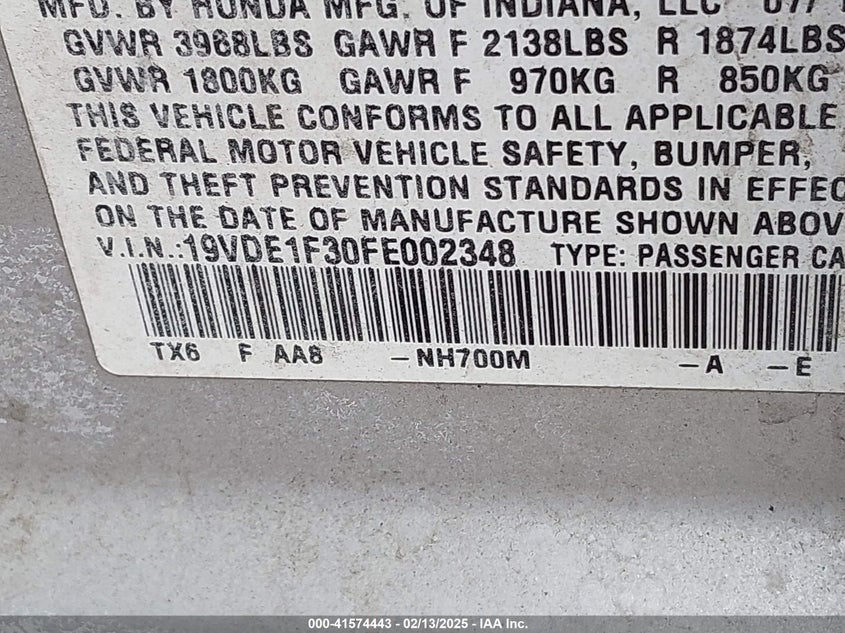 MFD. BY HONDA MFG. OF INDIANA, LLC 07/
GVWR 3968LBS GAWR F 2138LBS R 1874LBS
GVWR 1800KG GAWR F 970KG R 850KG
THIS VEHICLE CONFORMS TO ALL APPLICABLE
FEDERAL MOTOR VEHICLE SAFETY, BUMPER,
AND THEFT PREVENTION STANDARDS IN EFFEC
ON THE DATE OF MANUFACTURE SHOWN ABOV
V.I.N.:19VDE1F30FE002348 TYPE: PASSENGER CA
TX6 F AA8 -NH700M -A -E
000-41574443 - 02/13/2025 - IAA Inc.